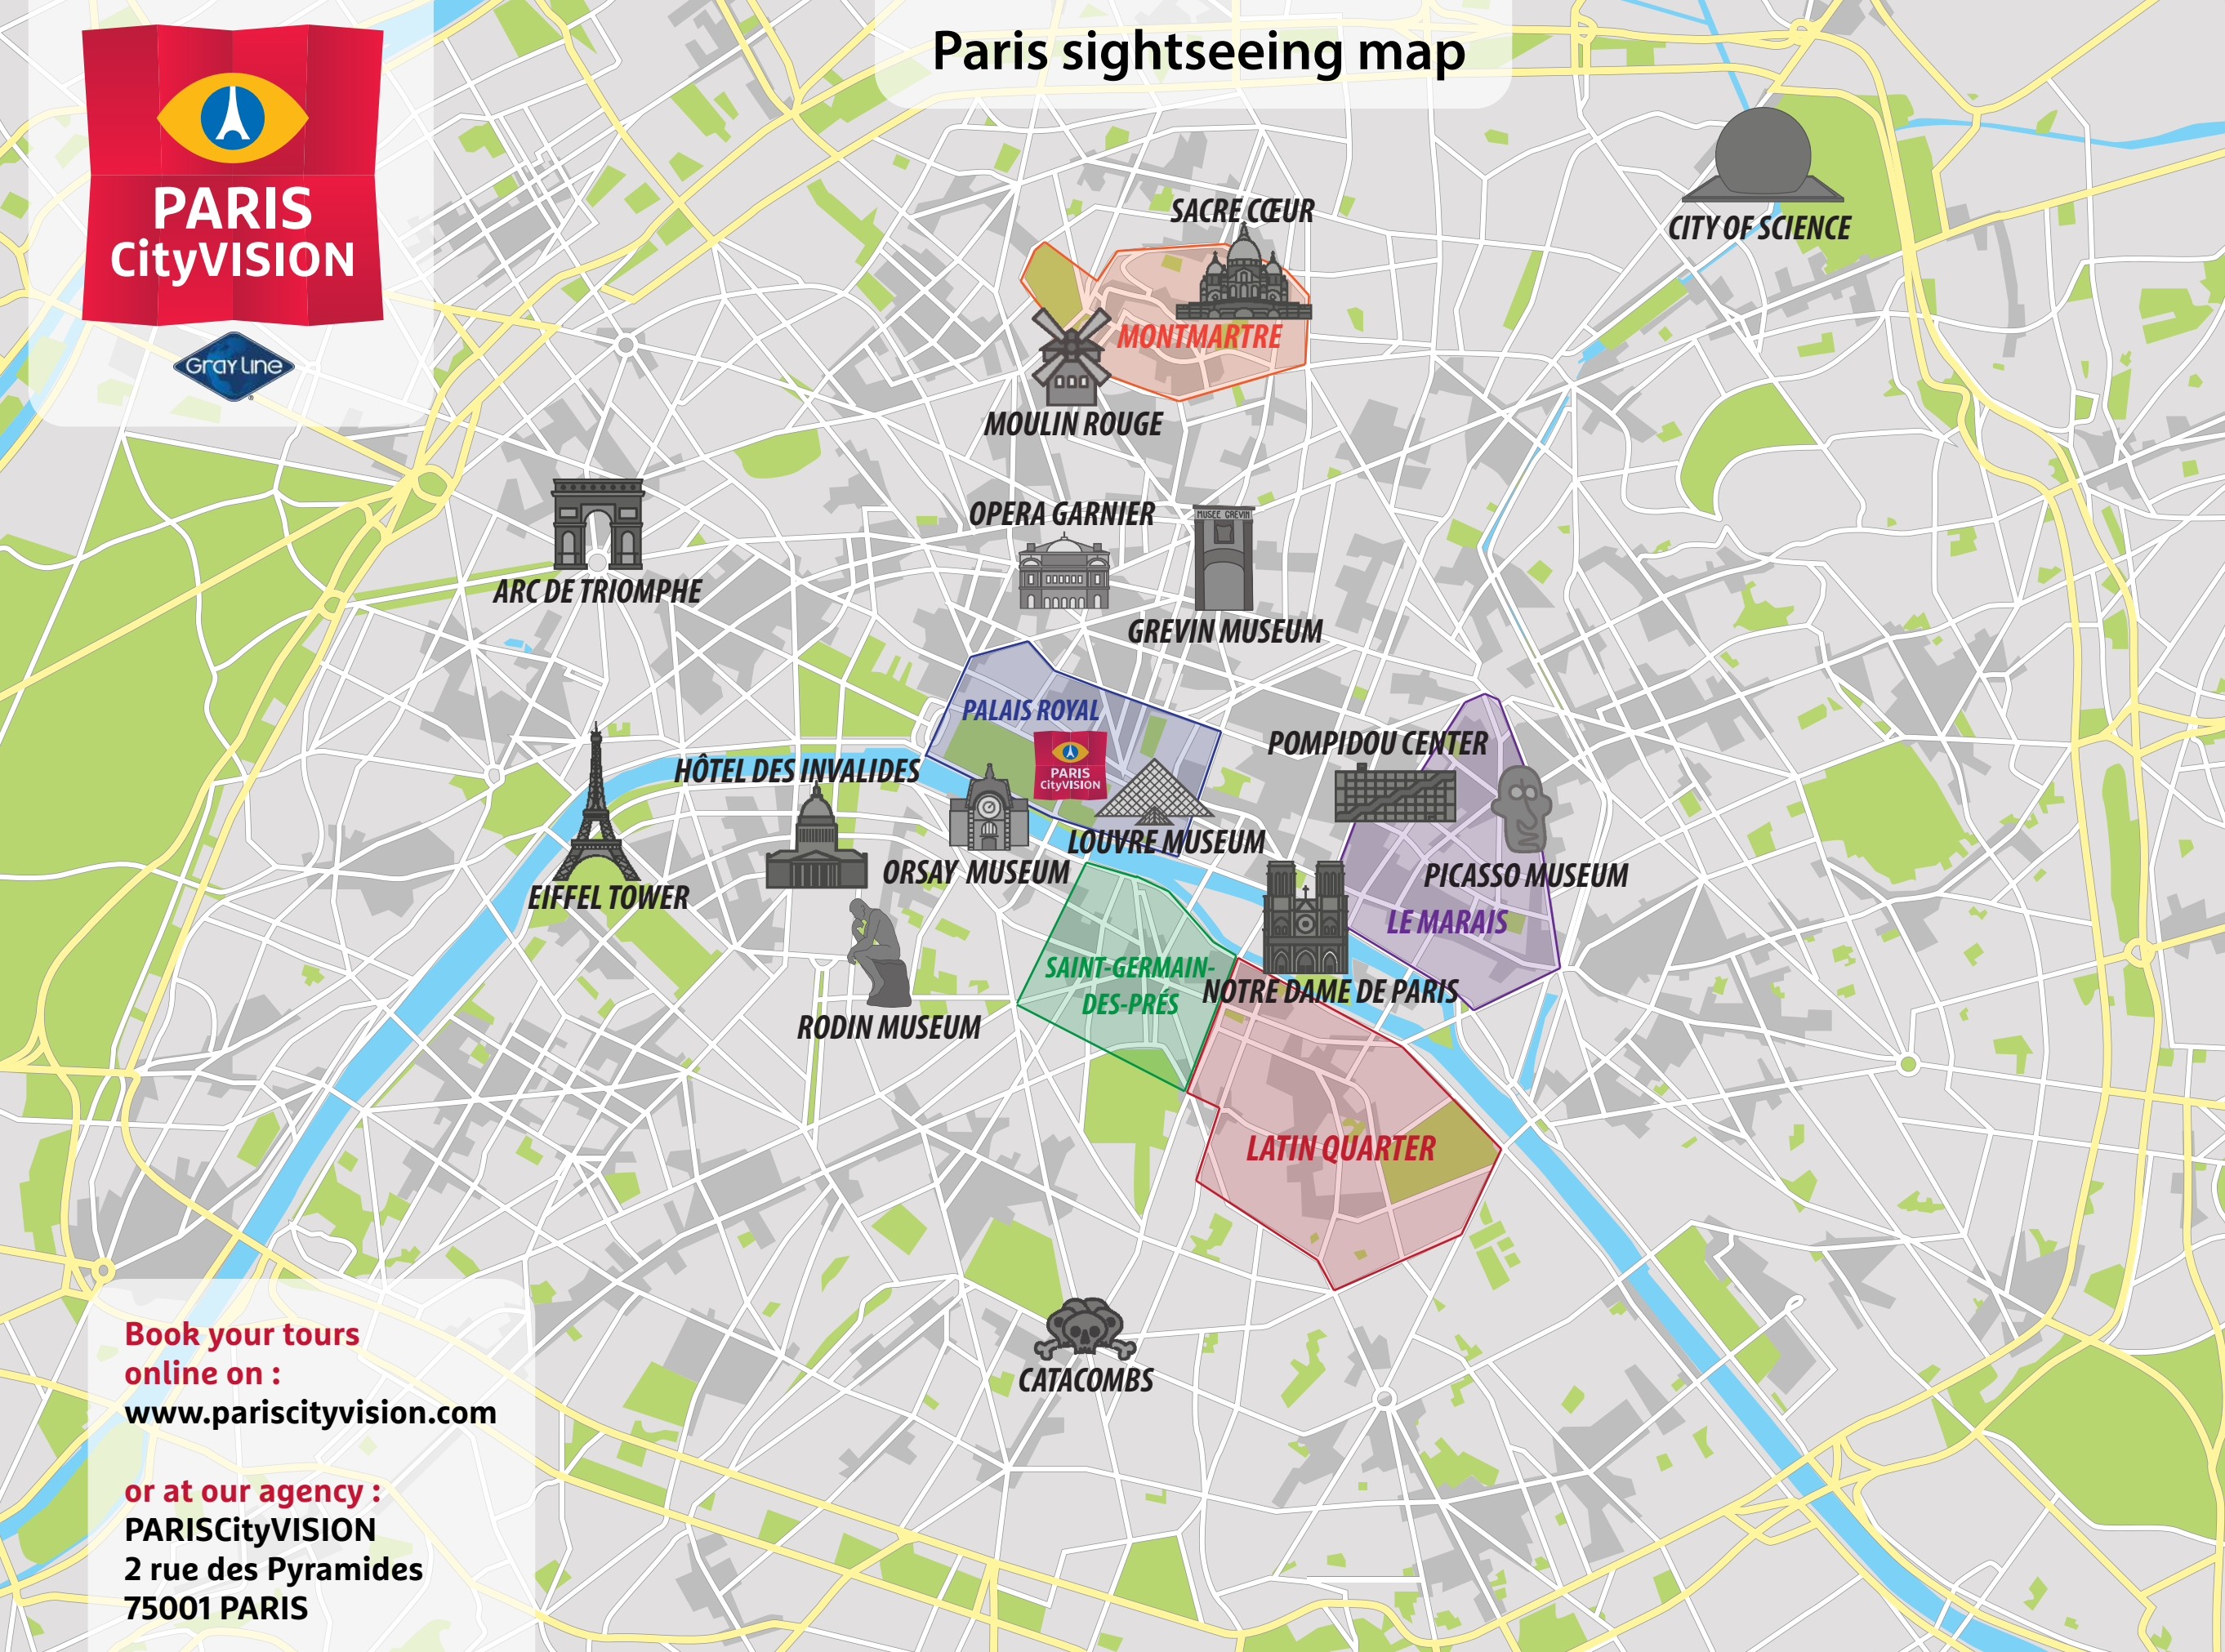 Paris sightseeing map
PARIS
CityVISION
Gray Line
®
CITY OF SCIENCE
SACRE CŒUR
MONTMARTRE
MOULIN ROUGE
OPERA GARNIER
MUSEE GREVIN
GREVIN MUSEUM
ARC DE TRIOMPHE
PALAIS ROYAL
PARIS
CityVISION
POMPIDOU CENTER
HÔTEL DES INVALIDES
LOUVRE MUSEUM
ORSAY MUSEUM
PICASSO MUSEUM
EIFFEL TOWER
LE MARAIS
SAINT-GERMAIN-
DES-PRÉS
NOTRE DAME DE PARIS
RODIN MUSEUM
LATIN QUARTER
CATACOMBS
Book your tours
online on :
www.pariscityvision.com
or at our agency :
PARISCityVISION
2 rue des Pyramides
75001 PARIS